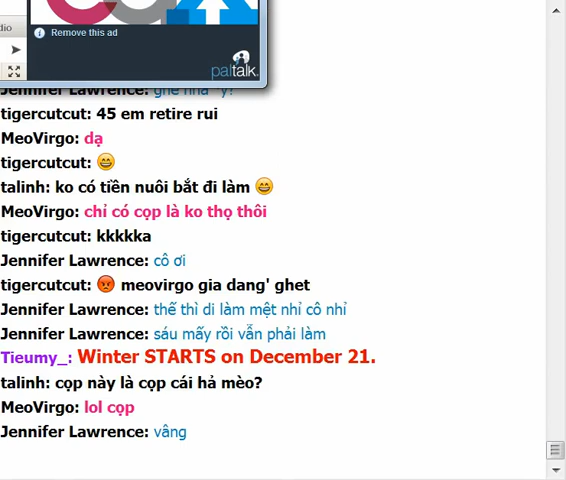 dio
Remove this ad
paltalk.
Jennifer Lawrence:
tigercutcut: 45 em retire rui
MeoVirgo: dạ
tigercutcut: 😄
talinh: ko có tiền nuôi bắt đi làm 😄
MeoVirgo: chỉ có cọp là ko thọ thôi
tigercutcut: kkkkka
Jennifer Lawrence: cô ơi
tigercutcut: 😡 meovirgo gia dang' ghet
Jennifer Lawrence: thế thì di làm mệt nhỉ cô nhỉ
Jennifer Lawrence: sáu mấy rồi vẫn phải làm
Tieumy_: Winter STARTS on December 21.
talinh: cọp này là cọp cái hả mèo?
MeoVirgo: lol cọp
Jennifer Lawrence: vâng